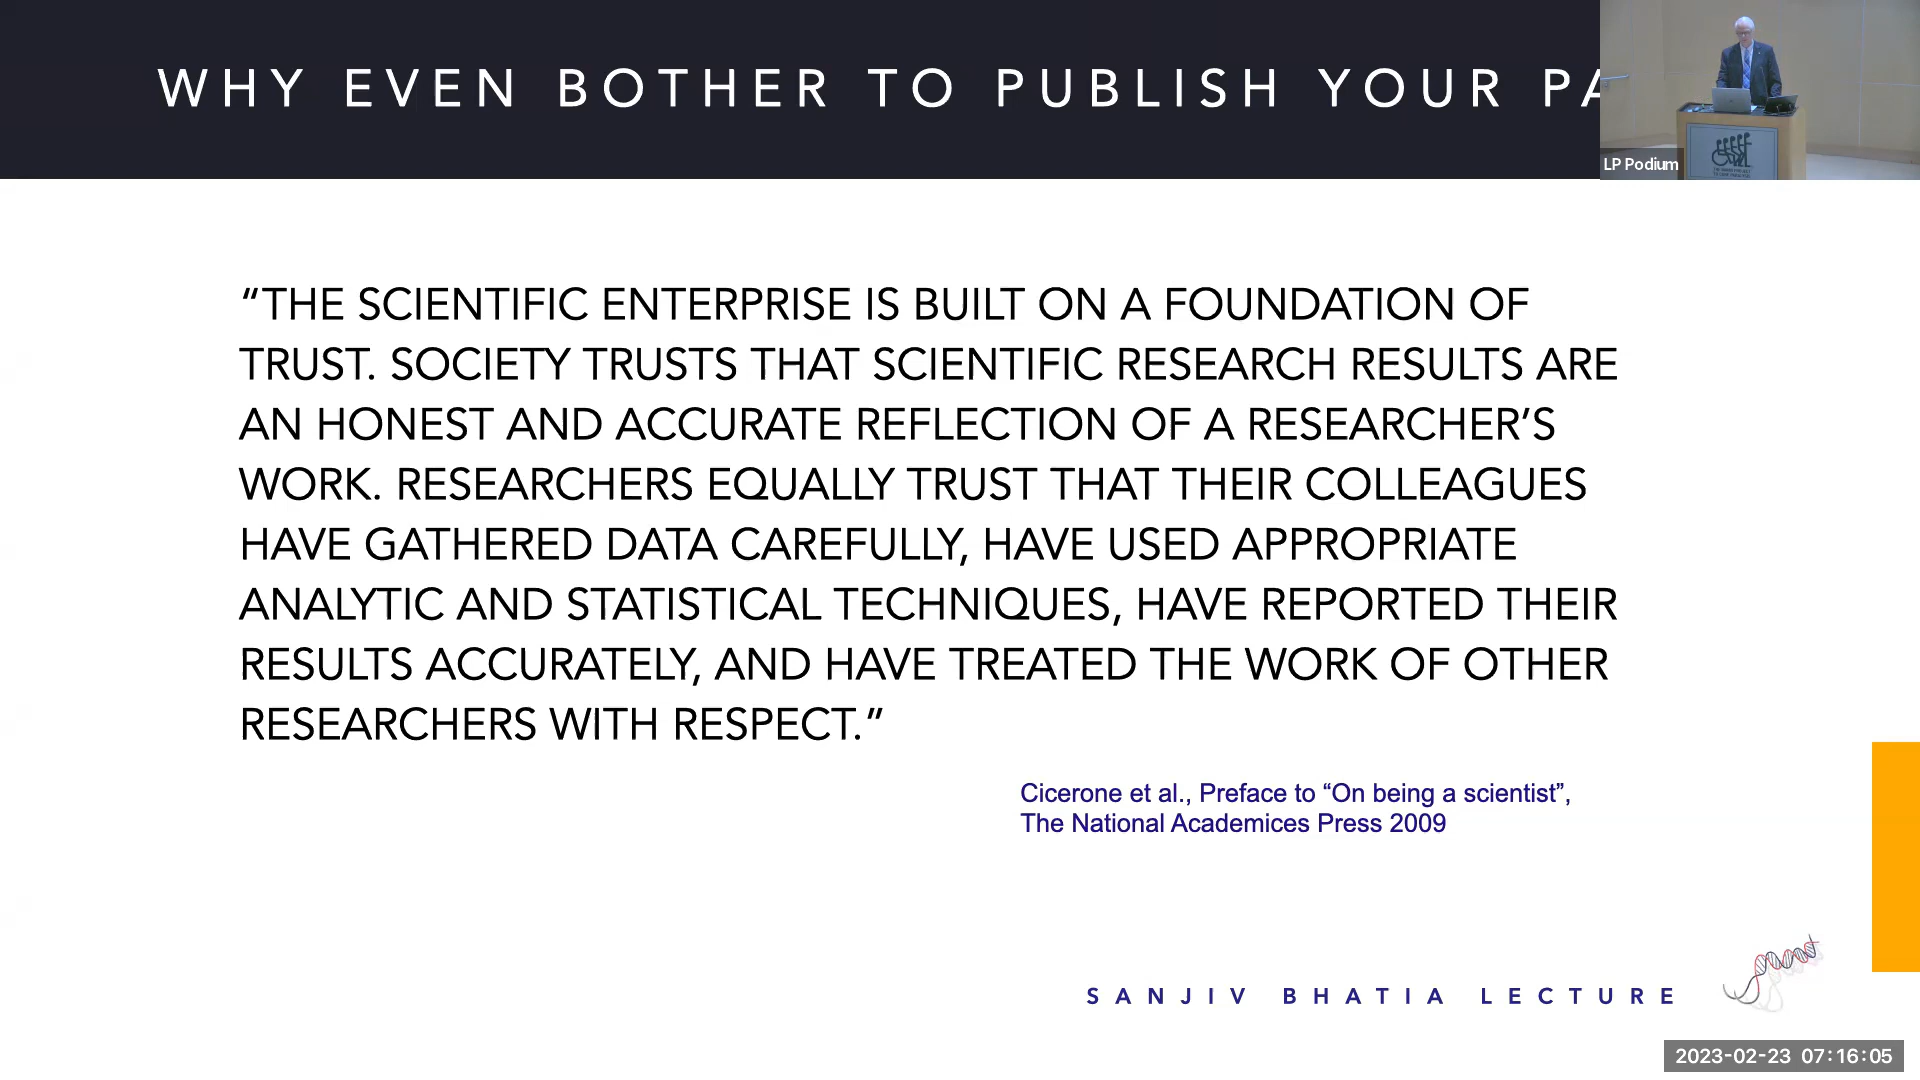 WHY EVEN BOTHER TO PUBLISH YOUR PA
LP Podium
“THE SCIENTIFIC ENTERPRISE IS BUILT ON A FOUNDATION OF
TRUST. SOCIETY TRUSTS THAT SCIENTIFIC RESEARCH RESULTS ARE
AN HONEST AND ACCURATE REFLECTION OF A RESEARCHER’S
WORK. RESEARCHERS EQUALLY TRUST THAT THEIR COLLEAGUES
HAVE GATHERED DATA CAREFULLY, HAVE USED APPROPRIATE
ANALYTIC AND STATISTICAL TECHNIQUES, HAVE REPORTED THEIR
RESULTS ACCURATELY, AND HAVE TREATED THE WORK OF OTHER
RESEARCHERS WITH RESPECT.”
Cicerone et al., Preface to “On being a scientist”,
The National Academices Press 2009
SANJIV BHATIA LECTURE
2023-02-23 07:16:05